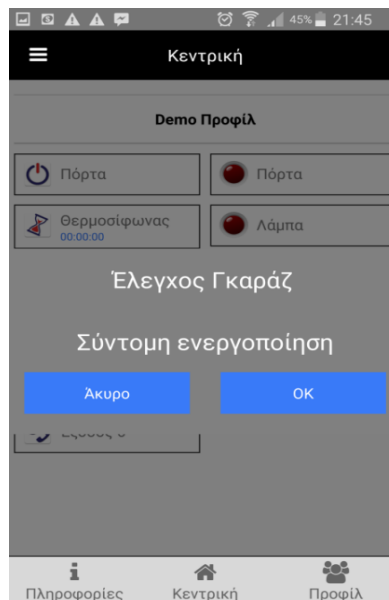 45% 21:45
Κεντρική
Demo Προφίλ
Πόρτα
Πόρτα
Θερμοσίφωνας
00:00:00
Λάμπα
Έλεγχος Γκαράζ
Σύντομη ενεργοποίηση
Άκυρο
OK
Πληροφορίες
Κεντρική
Προφίλ